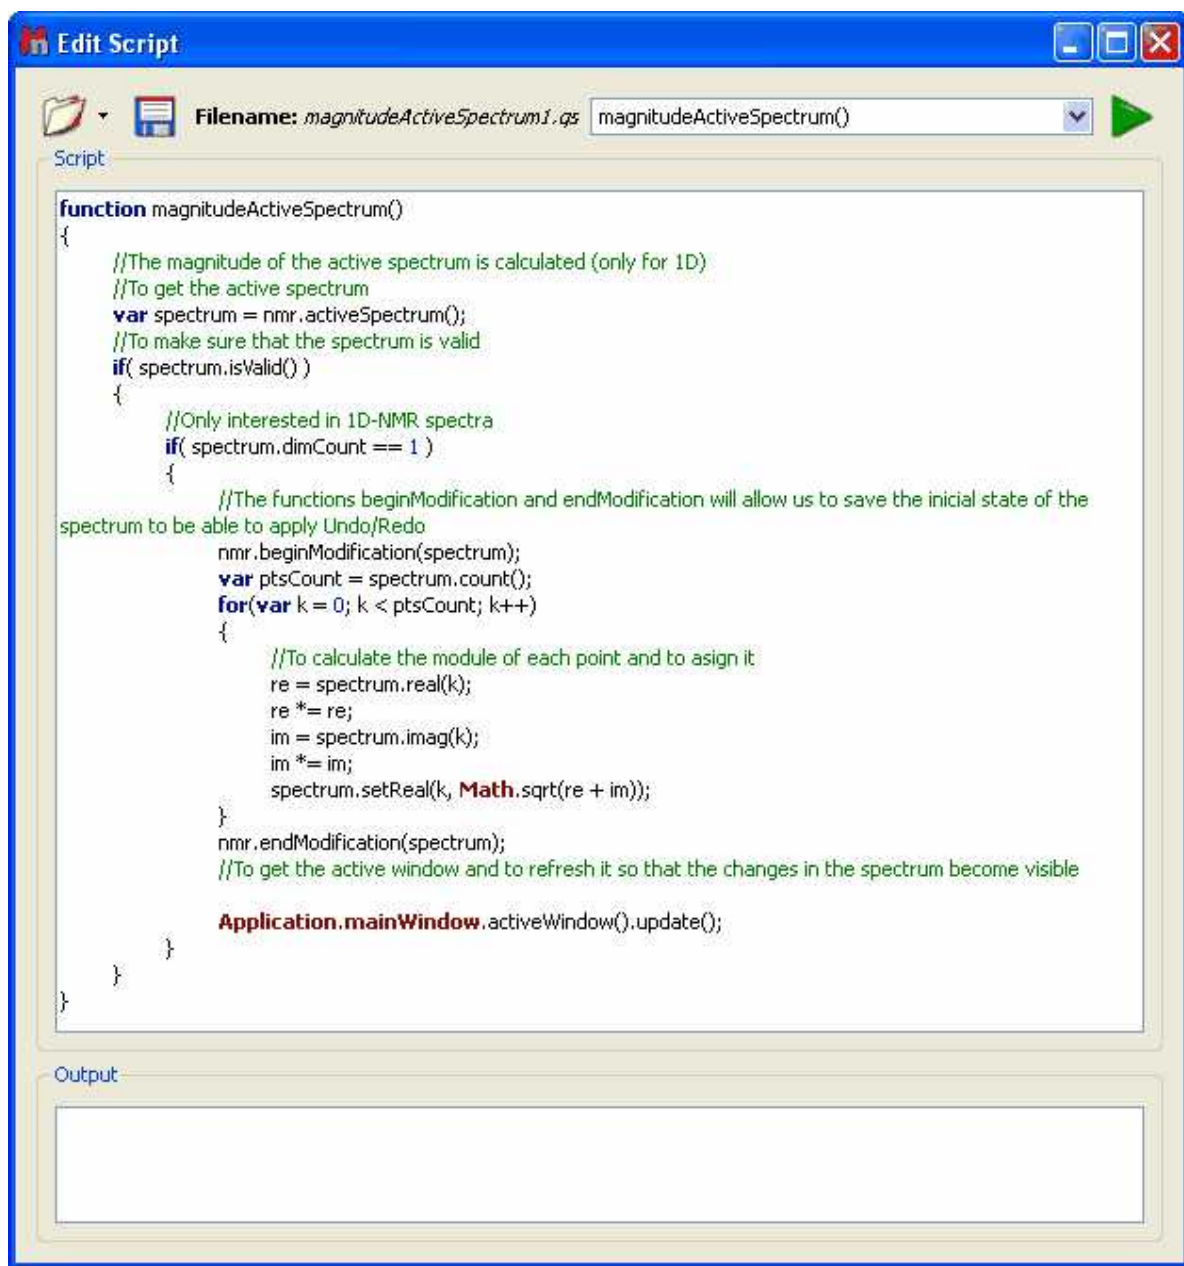 Edit Script
Filename: magnitudeActiveSpectrum1.qs magnitudeActiveSpectrum()
Script
function magnitudeActiveSpectrum()
{
//The magnitude of the active spectrum is calculated (only for 1D)
//To get the active spectrum
var spectrum = nmr.activeSpectrum();
//To make sure that the spectrum is valid
if( spectrum.isValid() )
{
//Only interested in 1D-NMR spectra
if( spectrum.dimCount == 1 )
{
//The functions beginModification and endModification will allow us to save the inicial state of the
spectrum to be able to apply Undo/Redo
nmr.beginModification(spectrum);
var ptsCount = spectrum.count();
for(var k = 0; k < ptsCount; k++)
{
//To calculate the module of each point and to asign it
re = spectrum.real(k);
re *= re;
im = spectrum.imag(k);
im *= im;
spectrum.setReal(k, Math.sqrt(re + im));
}
nmr.endModification(spectrum);
//To get the active window and to refresh it so that the changes in the spectrum become visible
Application.mainWindow.activeWindow().update();
}
}
}
Output